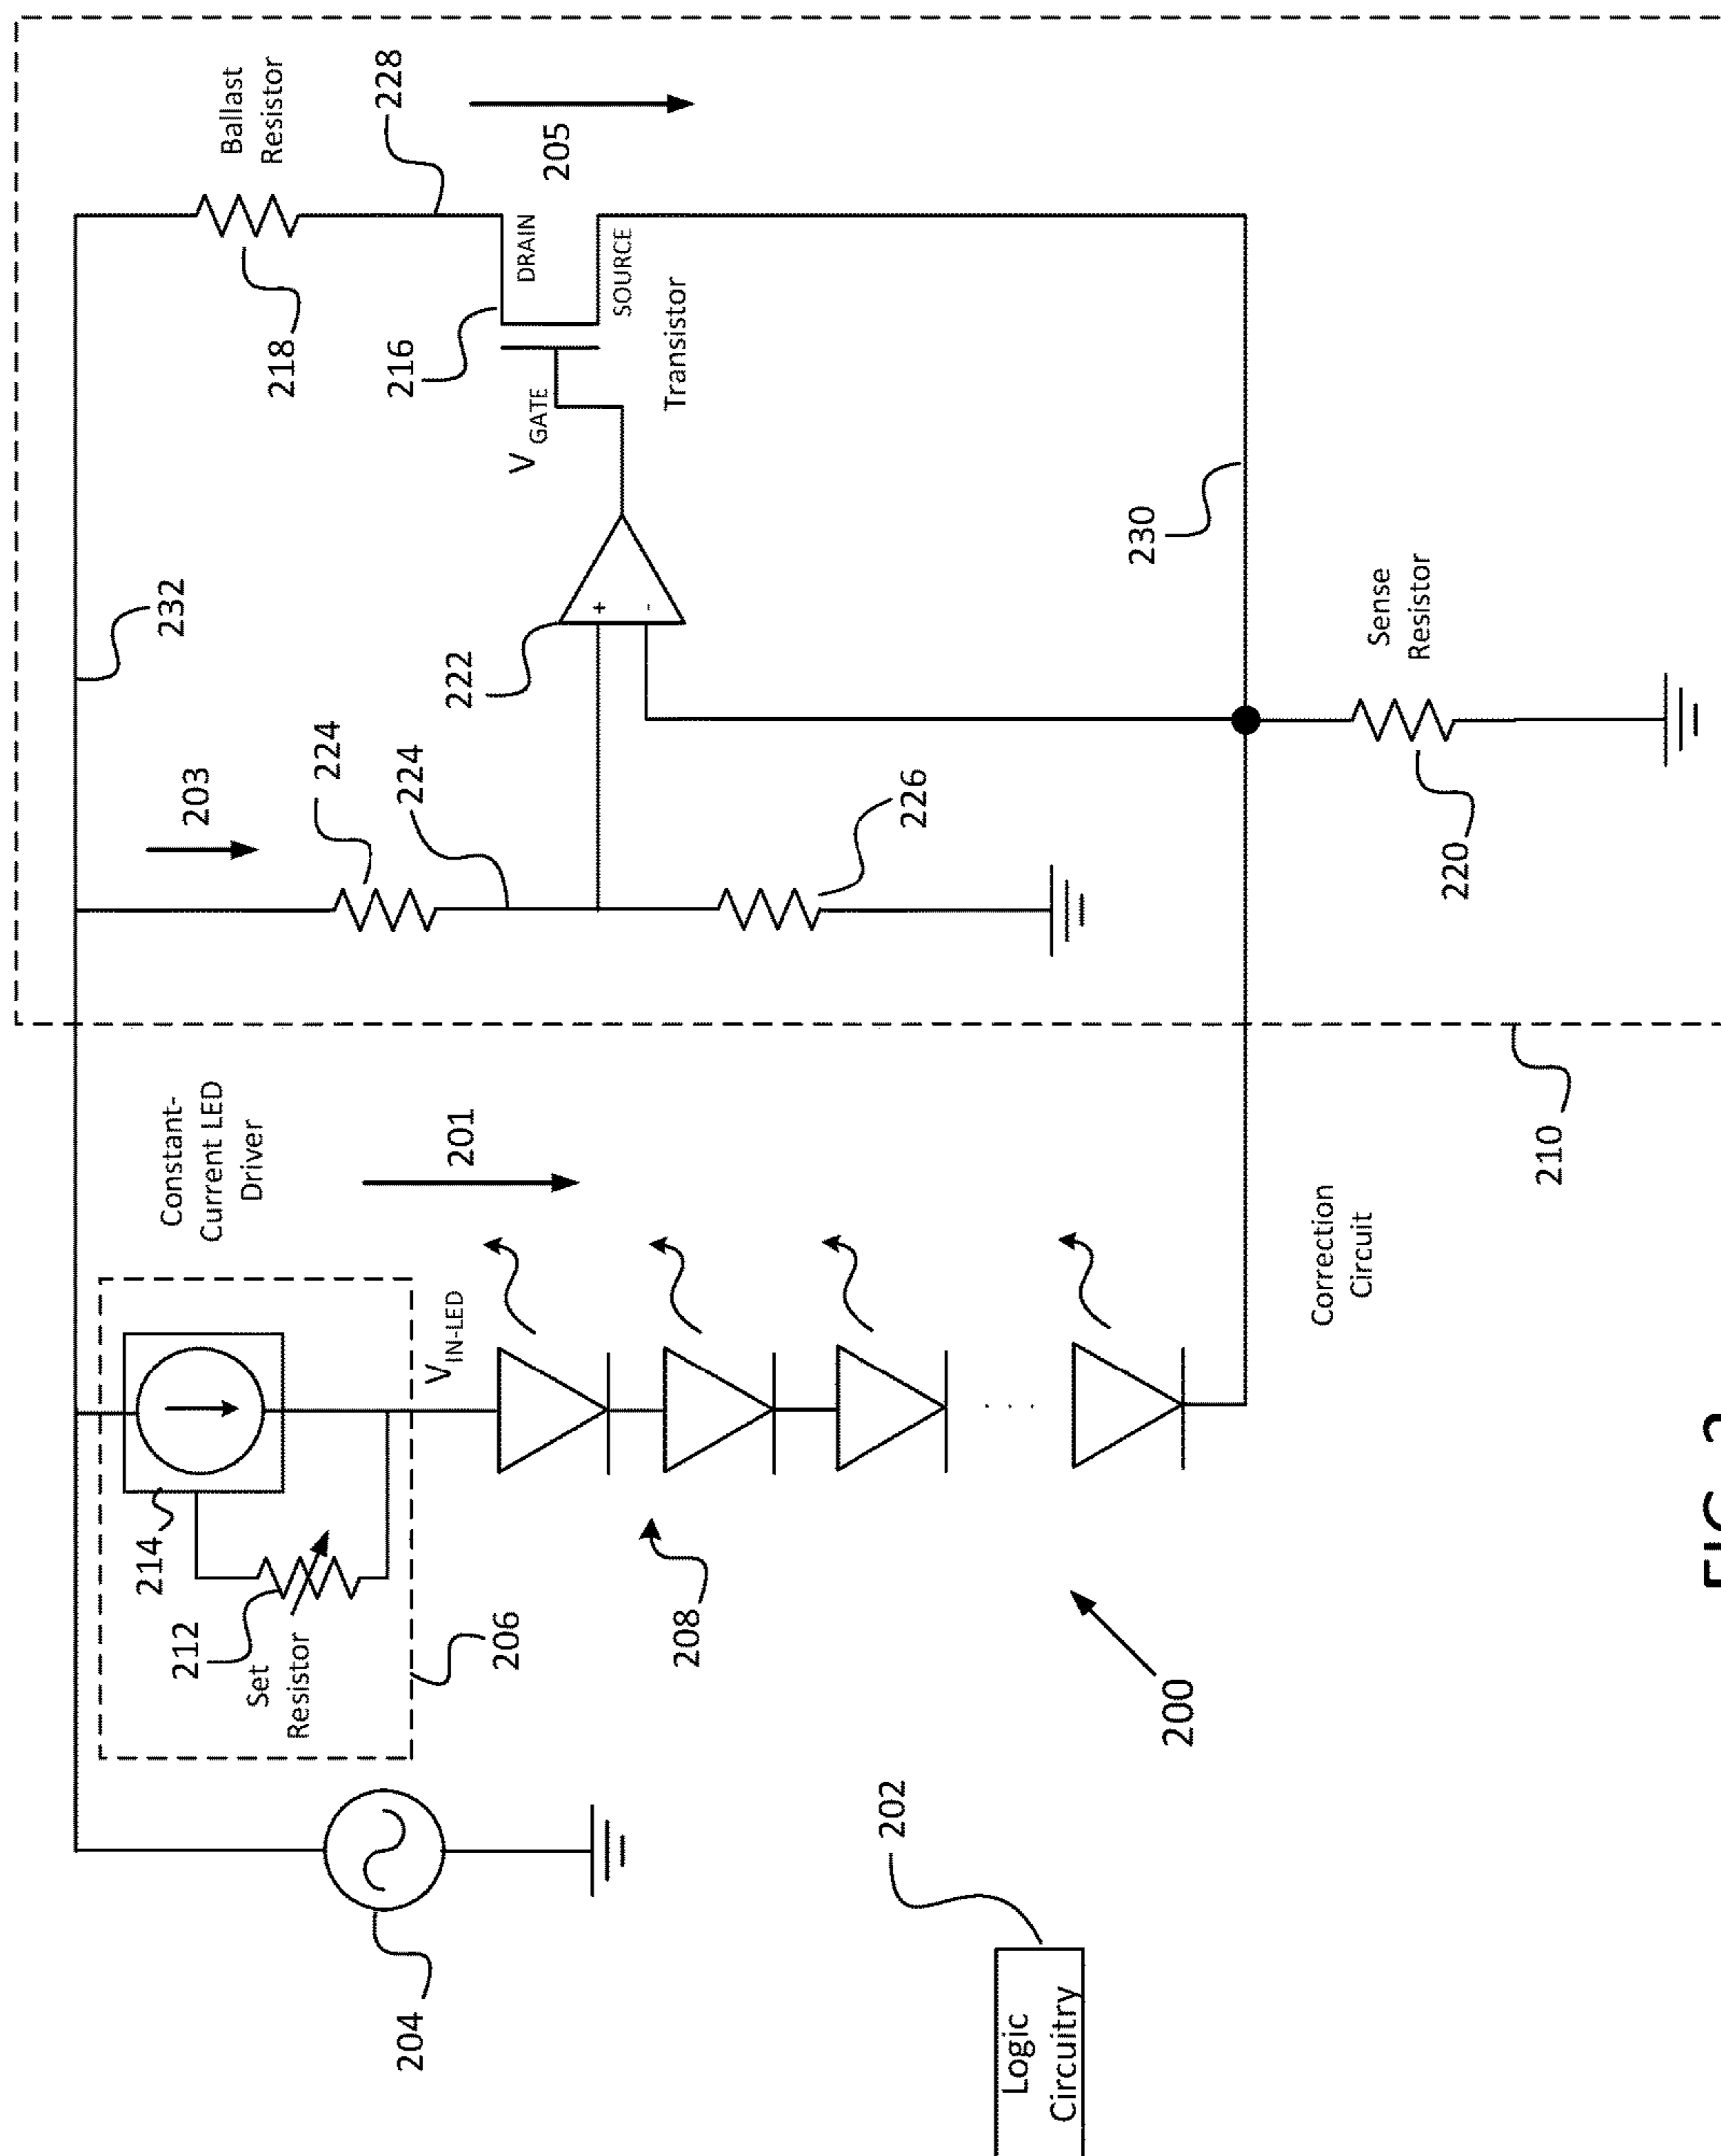 Ballast
Resistor
228
205
218
DRAIN
SOURCE
216
V GATE
Transistor
232
222
+
-
230
Sense
Resistor
203
224
224
226
220
Constant-
Current LED
Driver
201
210
V IN-LED
Correction
Circuit
214
212
Set
Resistor
206
208
200
204
202
Logic
Circuitry